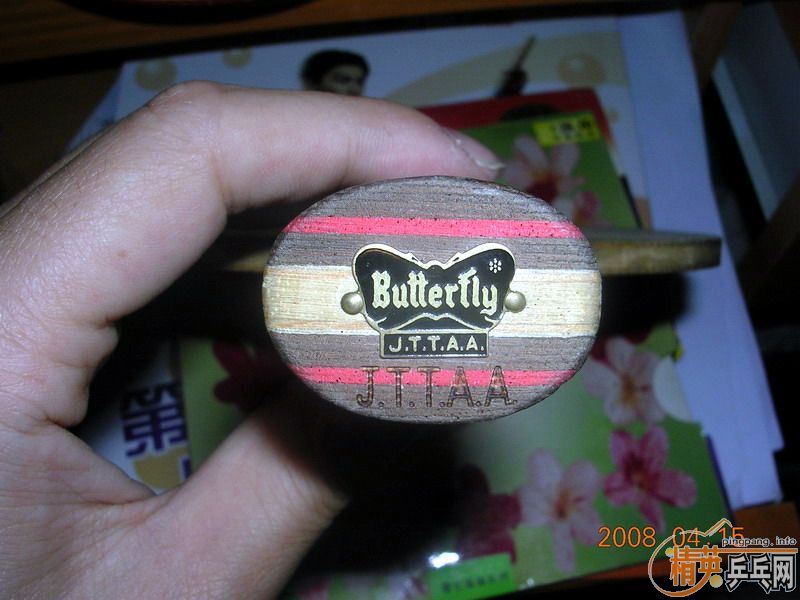 Butterfly
J.T.T.A.A.
J.T.T.A.A.
2008 04 15
pingpang.info
精英乒乓网